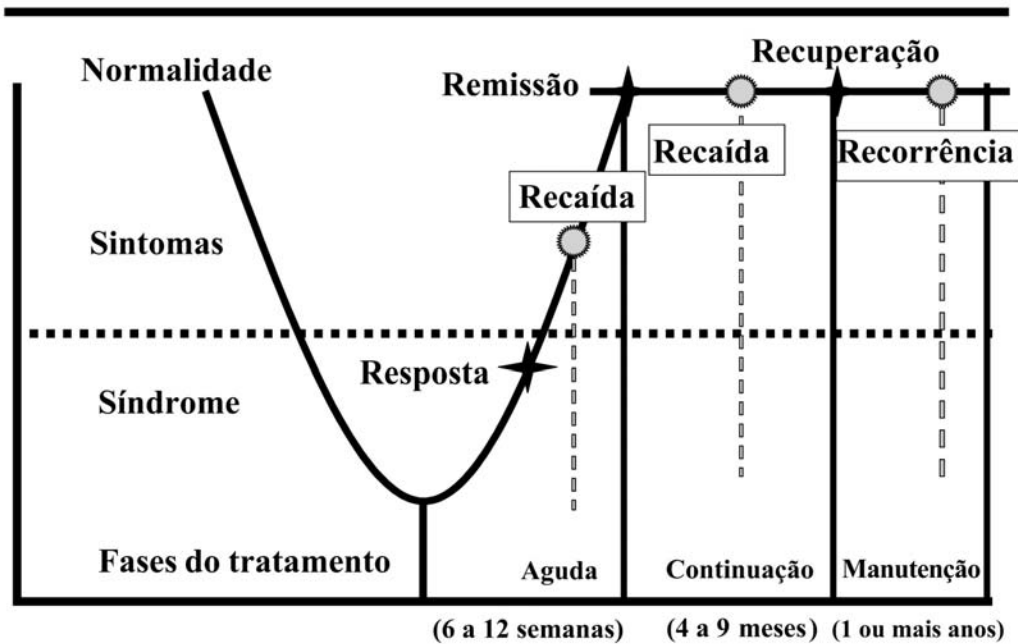 Normalidade
Remissão
Recuperação
Recaída
Recaída
Recorrência
Sintomas
Resposta
Síndrome
Fases do tratamento
Aguda
Continuação
Manutenção
(6 a 12 semanas)
(4 a 9 meses)
(1 ou mais anos)